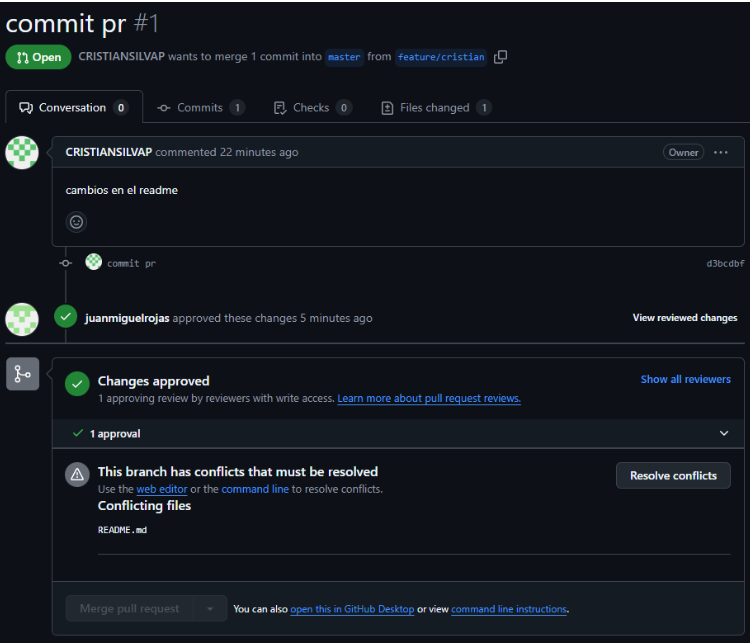 commit pr #1
Open CRISTIANSILVAP wants to merge 1 commit into master from feature/cristian
Conversation 0 Commits 1 Checks 0 Files changed 1
CRISTIANSILVAP commented 22 minutes ago Owner ...
cambios en el readme
commit pr d3bcdbf
juanmiguelrojas approved these changes 5 minutes ago View reviewed changes
Changes approved Show all reviewers
1 approving review by reviewers with write access. Learn more about pull request reviews.
1 approval
This branch has conflicts that must be resolved Resolve conflicts
Use the web editor or the command line to resolve conflicts.
Conflicting files
README.md
Merge pull request You can also open this in GitHub Desktop or view command line instructions.